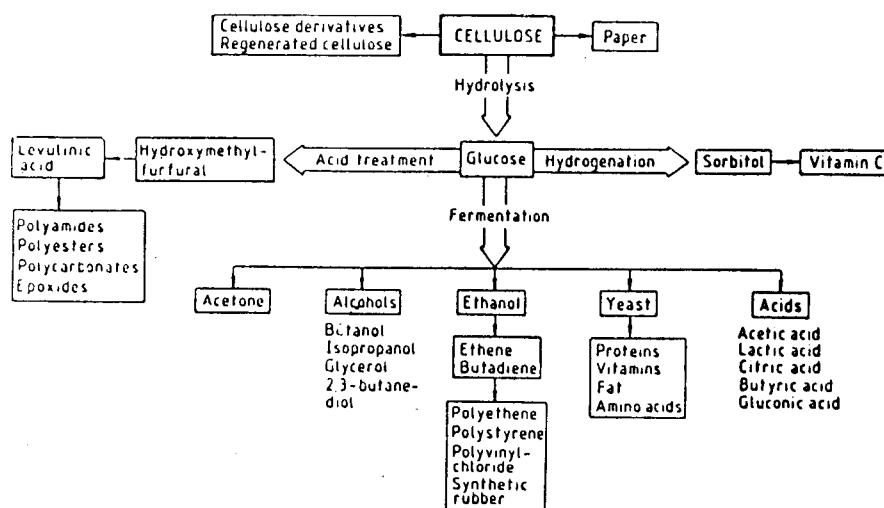 Cellulose derivatives
Regenerated cellulose
CELLULOSE
Paper
Hydrolysis
Levulinic
acid
Hydroxymethyl-
furfural
Acid treatment
Glucose
Hydrogenation
Sorbitol
Vitamin C
Fermentation
Polyamides
Polyesters
Polycarbonates
Epoxides
Acetone
Alcohols
Butanol
Isopropanol
Glycerol
2,3-butane-
diol
Ethanol
Ethene
Butadiene
Polyethene
Polystyrene
Polyvinyl-
chloride
Synthetic
rubber
Yeast
Proteins
Vitamins
Fat
Amino acids
Acids
Acetic acid
Lactic acid
Citric acid
Butyric acid
Gluconic acid